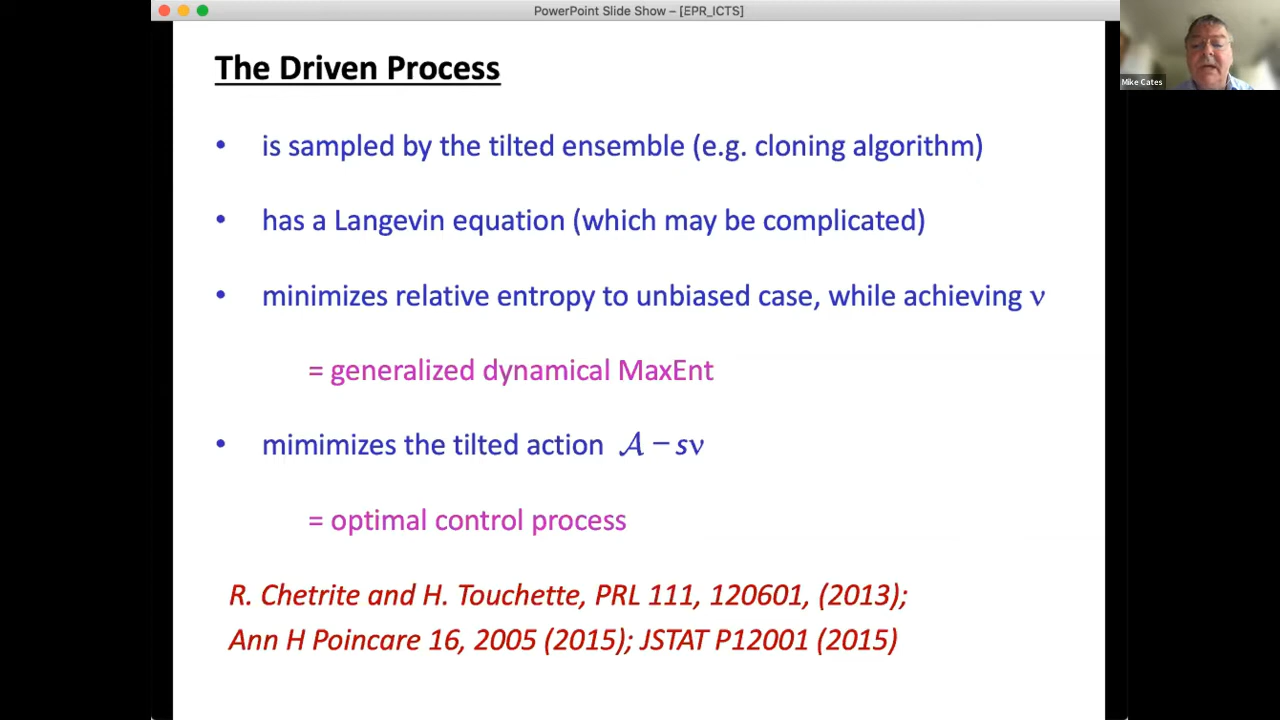 PowerPoint Slide Show – [EPR_ICTS]
Mike Cates
The Driven Process
• is sampled by the tilted ensemble (e.g. cloning algorithm)
• has a Langevin equation (which may be complicated)
• minimizes relative entropy to unbiased case, while achieving ν
= generalized dynamical MaxEnt
• mimimizes the tilted action 𝒜 – sν
= optimal control process
R. Chetrite and H. Touchette, PRL 111, 120601, (2013);
Ann H Poincare 16, 2005 (2015); JSTAT P12001 (2015)